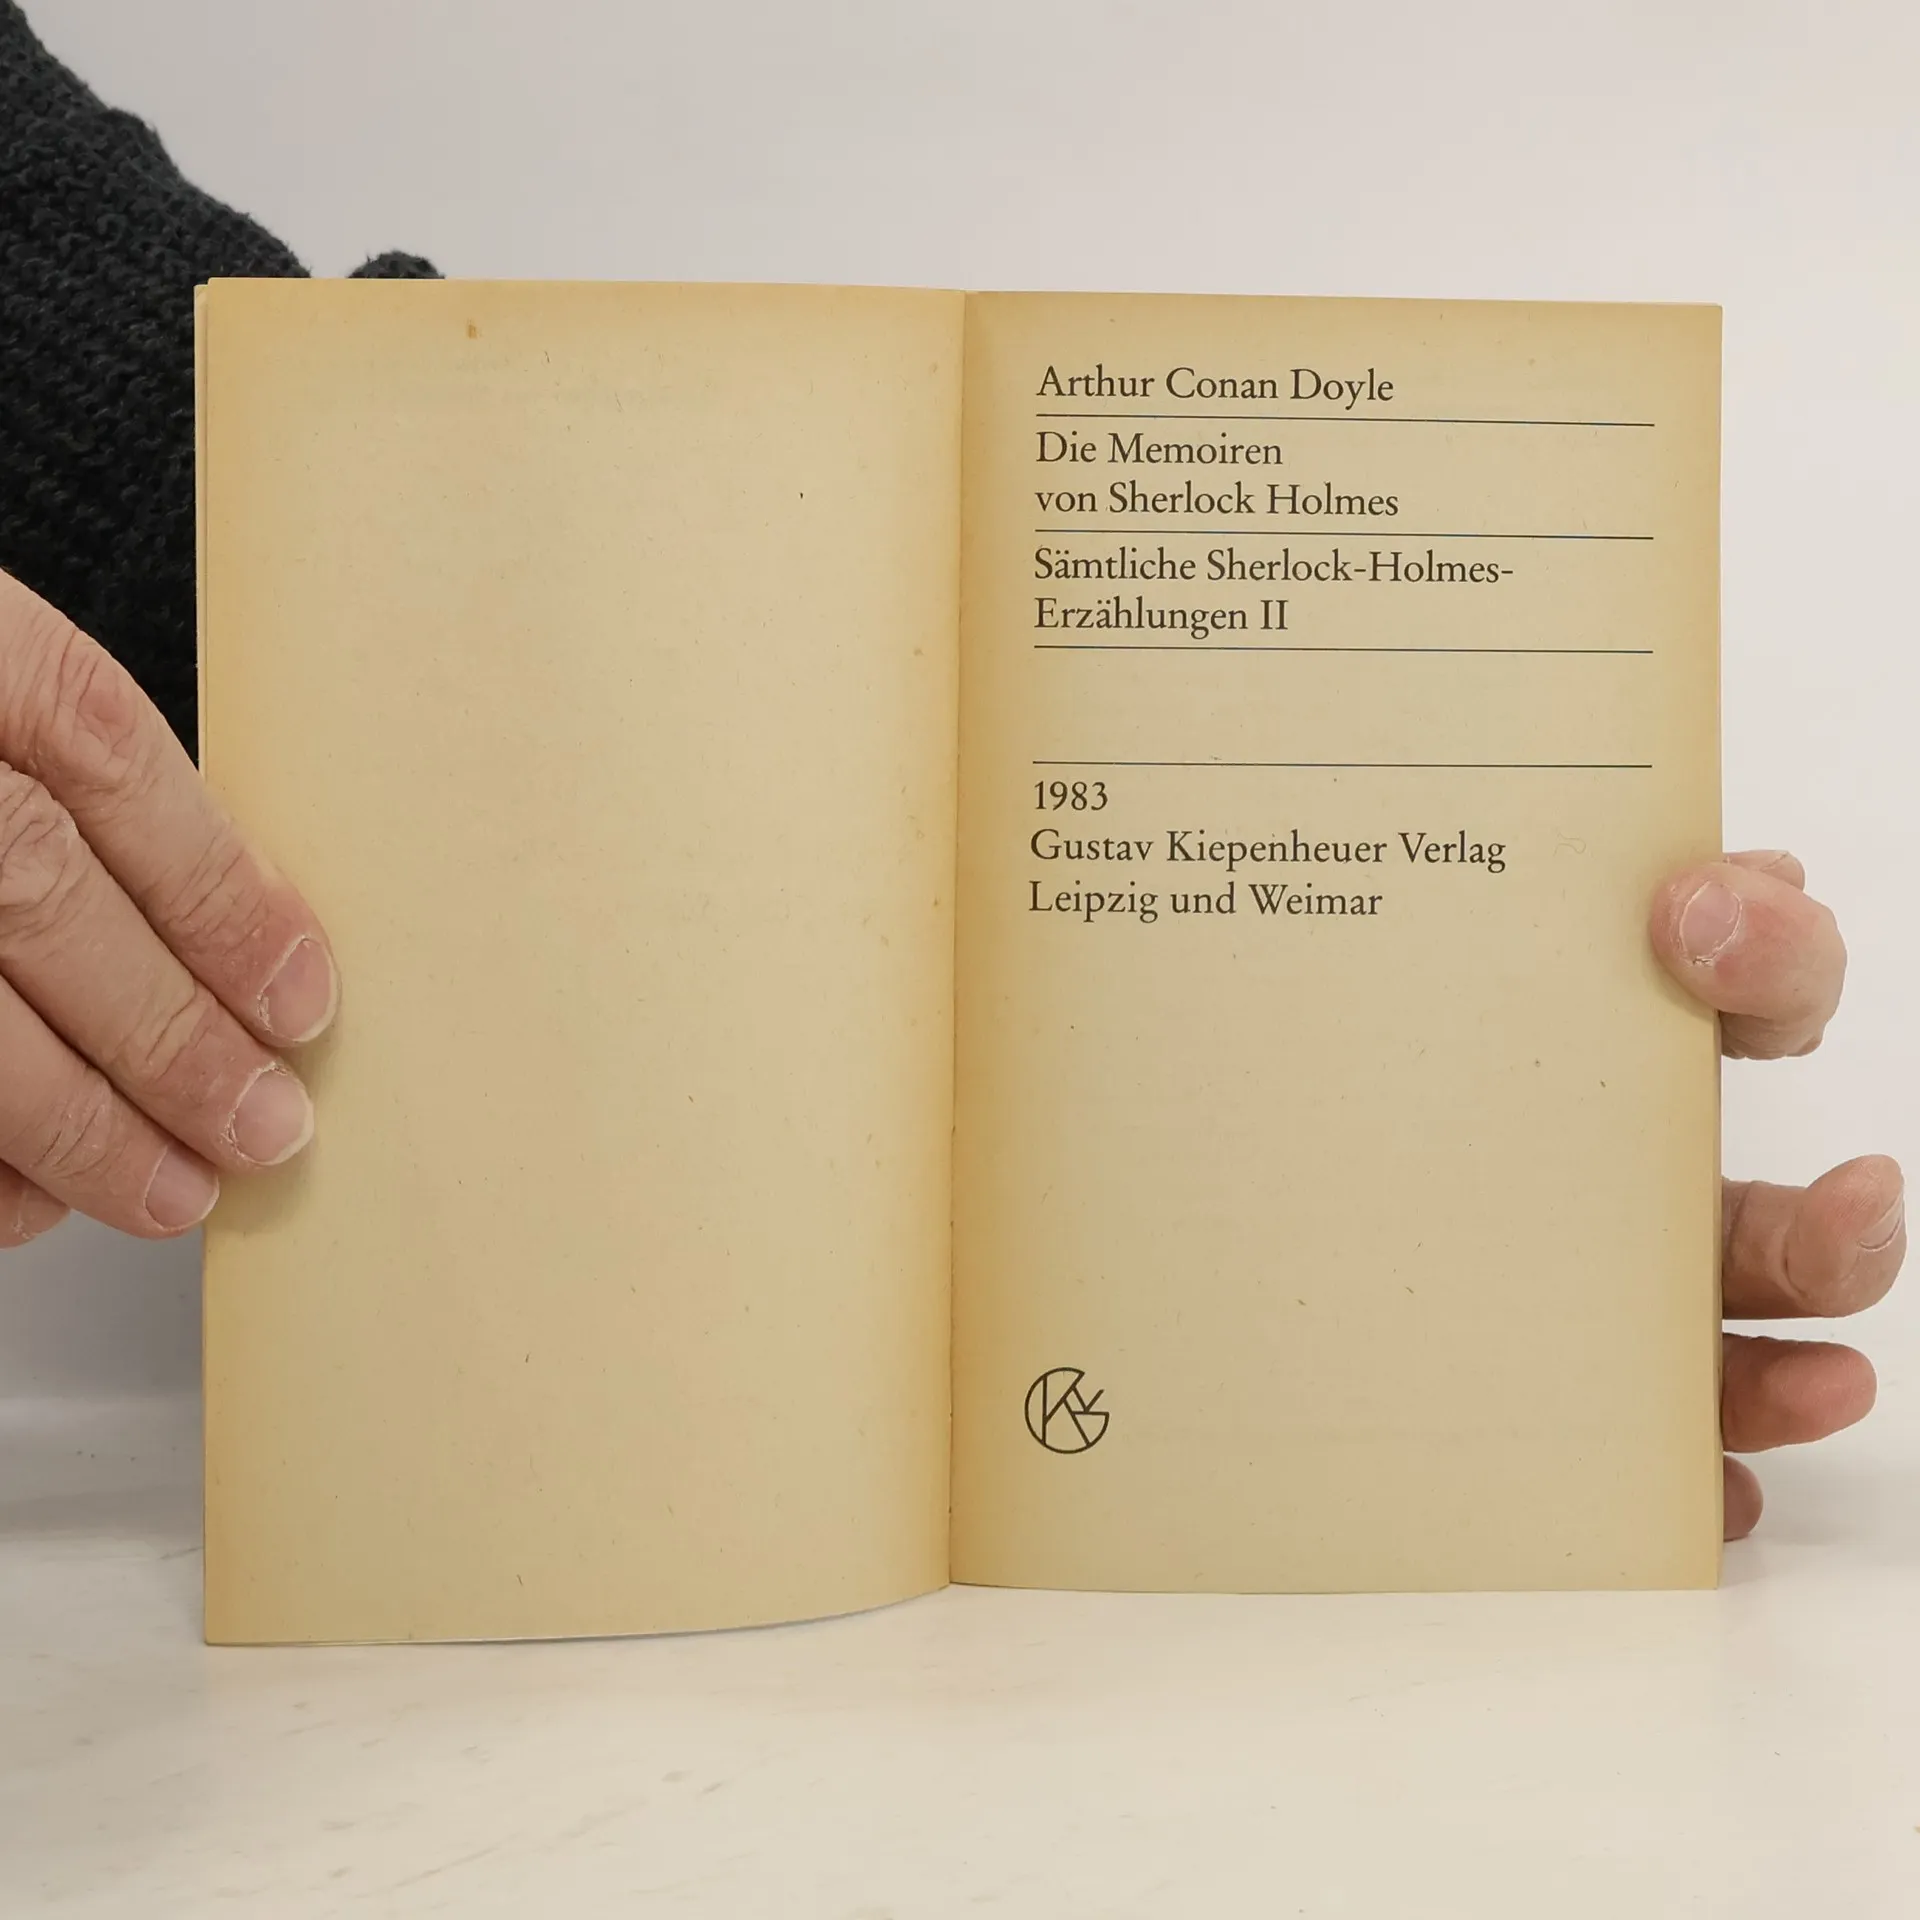 Arthur Conan Doyle
Die Memoiren
von Sherlock Holmes
Sämtliche Sherlock-Holmes-
Erzählungen II
1983
Gustav Kiepenheuer Verlag
Leipzig und Weimar